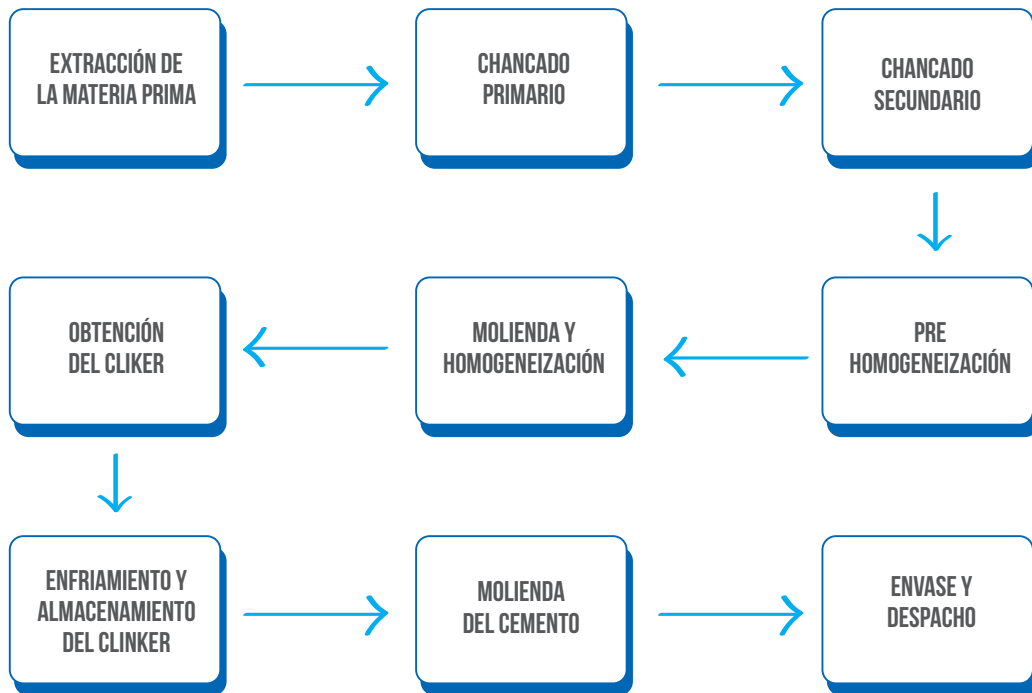 EXTRACCIÓN DE
LA MATERIA PRIMA
CHANCADO
PRIMARIO
CHANCADO
SECUNDARIO
PRE
HOMOGENEIZACIÓN
MOLIENDA Y
HOMOGENEIZACIÓN
OBTENCIÓN
DEL CLIKER
ENFRIAMIENTO Y
ALMACENAMIENTO
DEL CLINKER
MOLIENDA
DEL CEMENTO
ENVASE Y
DESPACHO